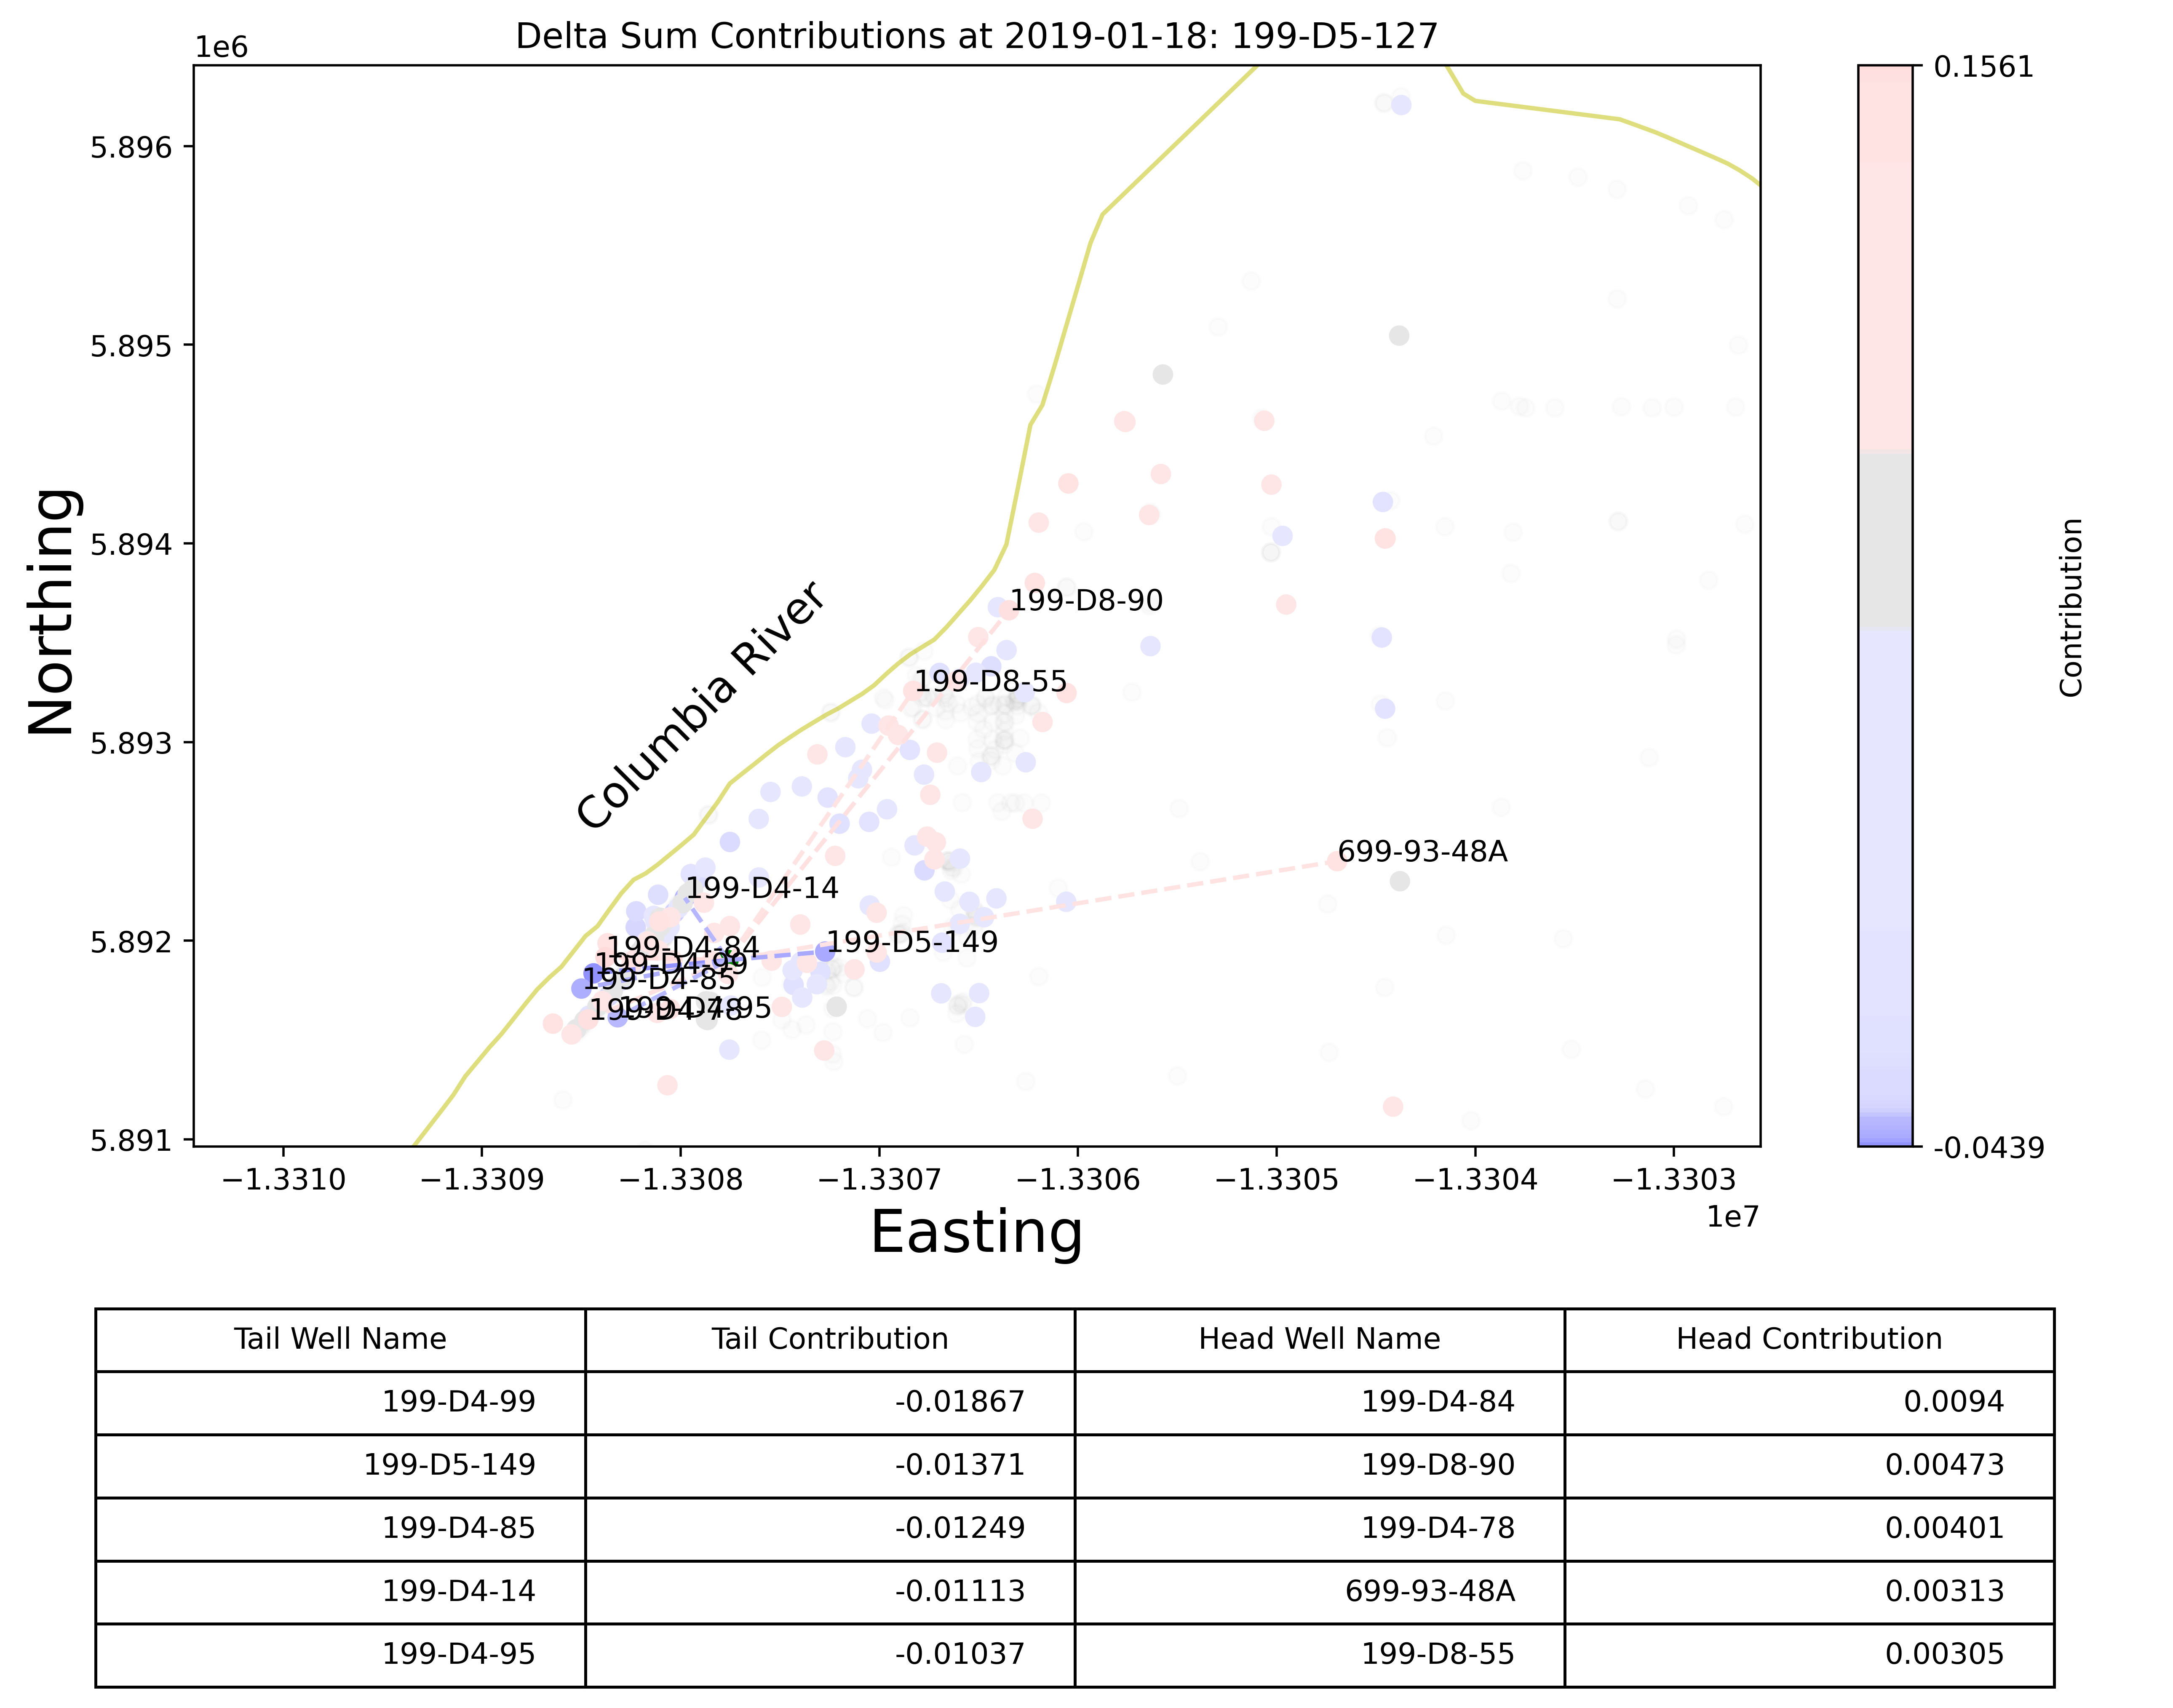 Delta Sum Contributions at 2019-01-18: 199-D5-127
1e6
0.1561
5.896
5.895
5.894
5.893
5.892
5.891
Northing
Columbia River
199-D8-90
199-D8-55
699-93-48A
199-D4-14
199-D5-149
199-D4-84
199-D4-99
199-D4-85
199-D4-78
199-D4-95
Contribution
-0.0439
−1.3310 −1.3309 −1.3308 −1.3307 −1.3306 −1.3305 −1.3304 −1.3303
1e7
Easting
Tail Well Name Tail Contribution Head Well Name Head Contribution
199-D4-99 -0.01867 199-D4-84 0.0094
199-D5-149 -0.01371 199-D8-90 0.00473
199-D4-85 -0.01249 199-D4-78 0.00401
199-D4-14 -0.01113 699-93-48A 0.00313
199-D4-95 -0.01037 199-D8-55 0.00305